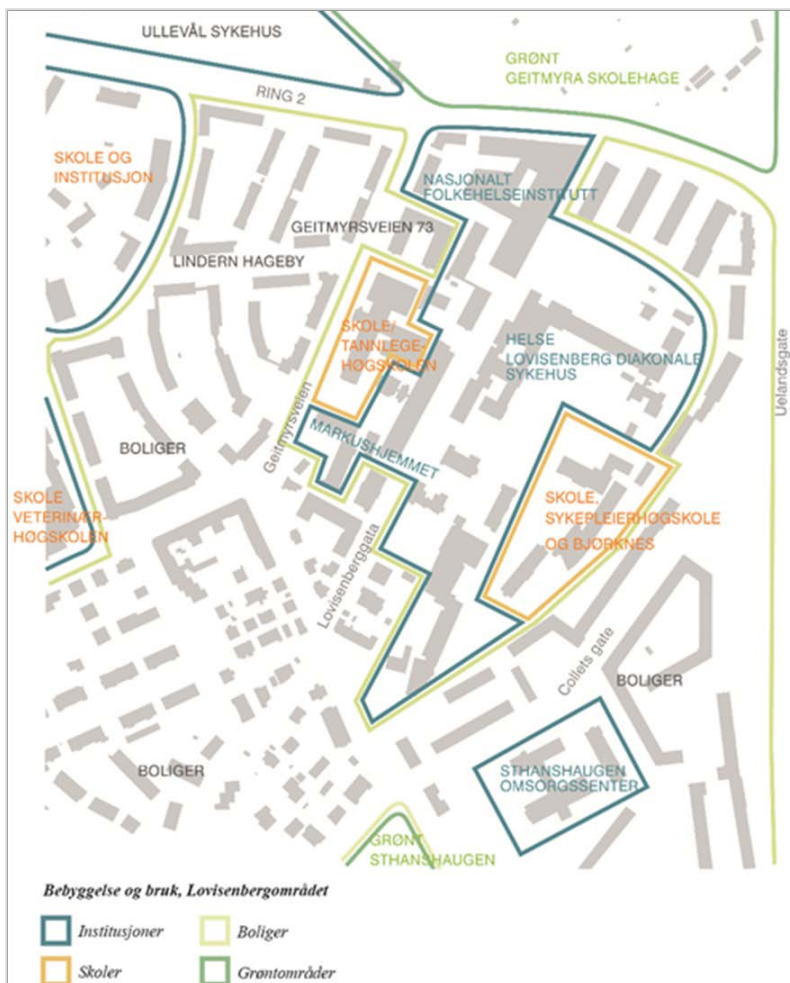 ULLEVÅL SYKEHUS
GRØNT
GEITMYRA SKOLEHAGE
RING 2
SKOLE OG
INSTITUSJON
NASJONALT
FOLKEHELSEINSTITUTT
GEITMYRSVEIEN 73
LINDERN HAGEBY
SKOLE/
TANNLEGE-
HØGSKOLEN
HELSE
LOVISENBERG DIAKONALE
SYKEHUS
Uelandsgate
Geitmyrsveien
MARKUSHJEMMET
BOLIGER
SKOLE
VETERINÆR-
HØGSKOLEN
SKOLE.
SYKEPLEIERHØGSKOLE
OG BJØRKNES
Lovisenberggata
Collets gate
BOLIGER
BOLIGER
STHANSHAUGEN
OMSORGSSENTER
GRØNT
STHANSHAUGEN
Bebyggelse og bruk, Lovisenbergområdet
Institusjoner
Boliger
Skoler
Grøntområder